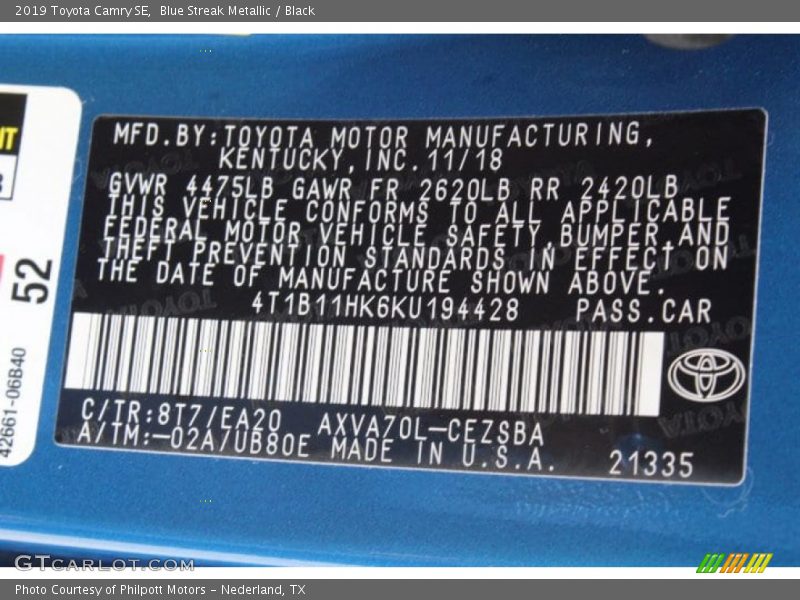 2019 Toyota Camry SE, Blue Streak Metallic / Black
MFD.BY:TOYOTA MOTOR MANUFACTURING,
KENTUCKY,INC.11/18
GVWR 4475LB GAWR FR 2620LB RR 2420LB
THIS VEHICLE CONFORMS TO ALL APPLICABLE
FEDERAL MOTOR VEHICLE SAFETY,BUMPER,AND
THEFT PREVENTION STANDARDS IN EFFECT ON
THE DATE OF MANUFACTURE SHOWN ABOVE.
4T1B11HK6KU194428 PASS.CAR
C/TR:8T7/EA20 AXVA70L-CEZSBA
A/TM:-02A/UB80E MADE IN U.S.A. 21335
52
42661-06B40
GTCARLOT.COM
Photo Courtesy of Philpott Motors - Nederland, TX